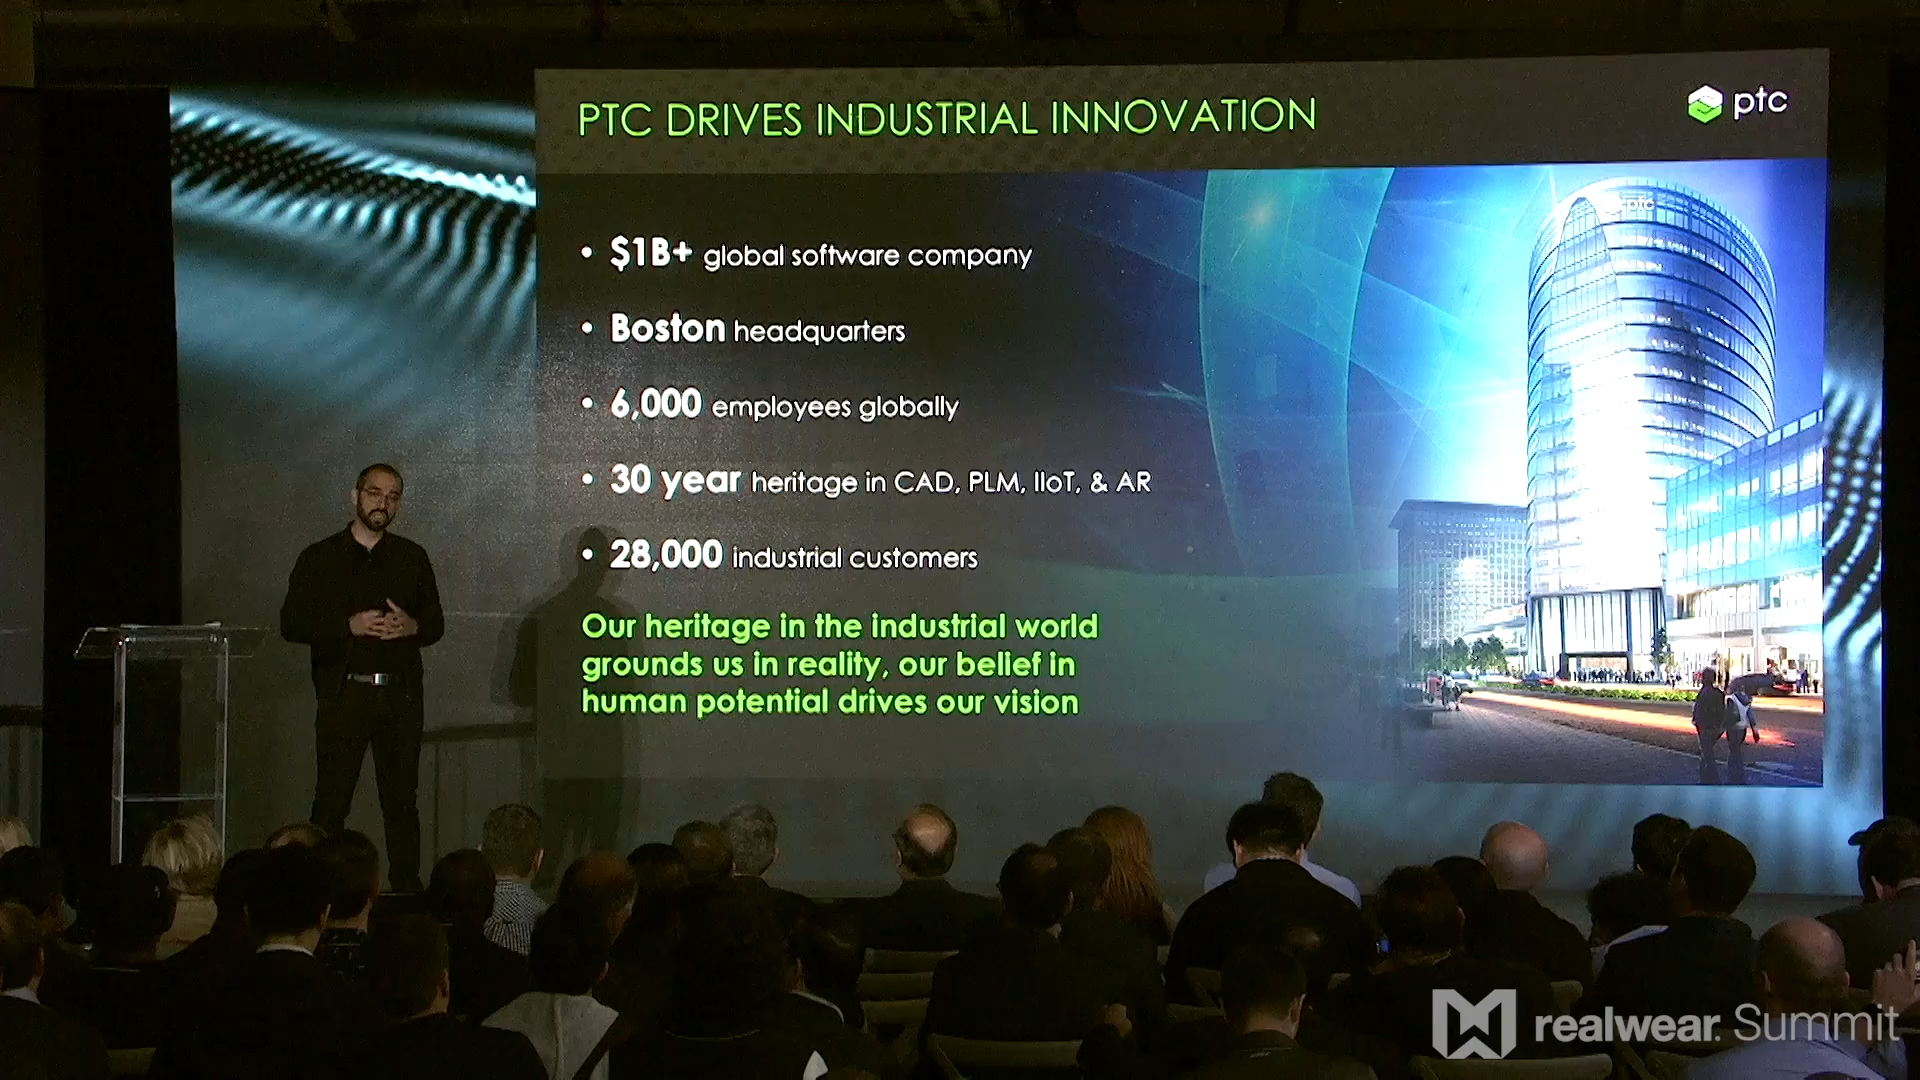 PTC DRIVES INDUSTRIAL INNOVATION
ptc
ptc
• $1B+ global software company
• Boston headquarters
• 6,000 employees globally
• 30 year heritage in CAD, PLM, IIoT, & AR
• 28,000 industrial customers
Our heritage in the industrial world
grounds us in reality, our belief in
human potential drives our vision
realwear. Summit